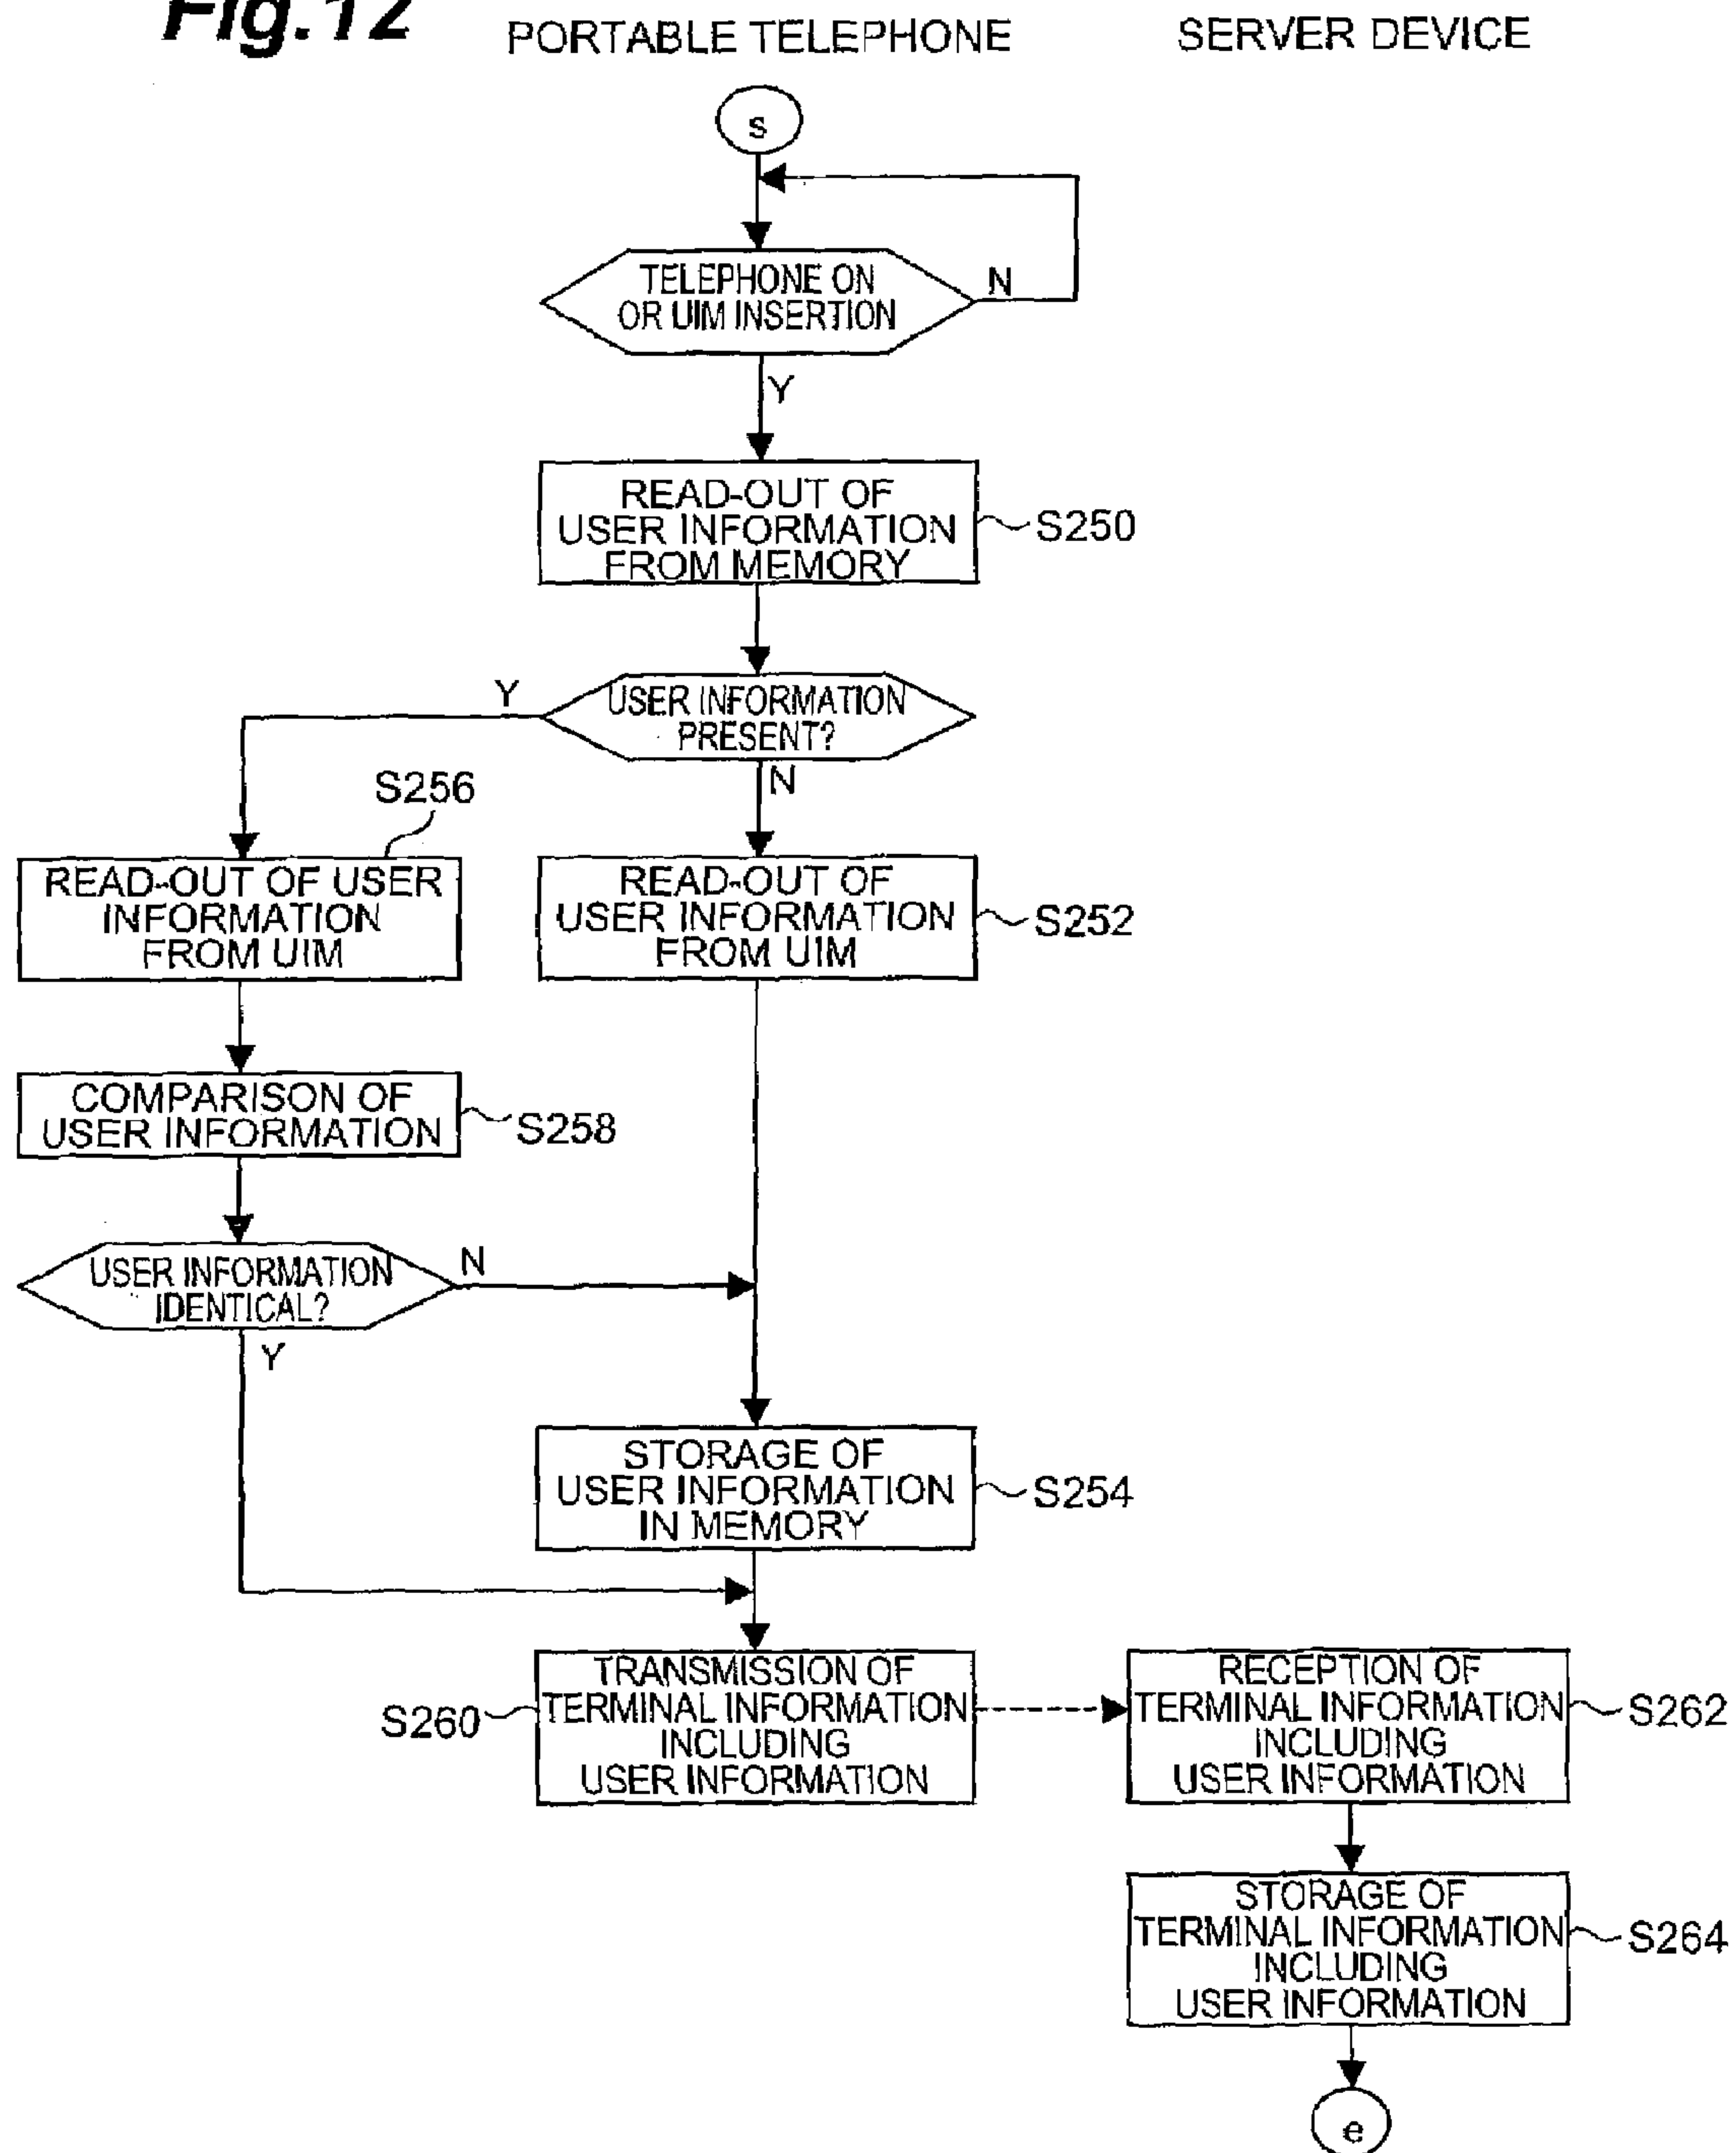 Fig.12
PORTABLE TELEPHONE
SERVER DEVICE
s
TELEPHONE ON
OR UIM INSERTION
N
Y
READ-OUT OF
USER INFORMATION
FROM MEMORY
S250
USER INFORMATION
PRESENT?
Y
N
S256
READ-OUT OF USER
INFORMATION
FROM UIM
READ-OUT OF
USER INFORMATION
FROM UIM
S252
COMPARISON OF
USER INFORMATION
S258
USER INFORMATION
IDENTICAL?
N
Y
STORAGE OF
USER INFORMATION
IN MEMORY
S254
S260
TRANSMISSION OF
TERMINAL INFORMATION
INCLUDING
USER INFORMATION
RECEPTION OF
TERMINAL INFORMATION
INCLUDING
USER INFORMATION
S262
STORAGE OF
TERMINAL INFORMATION
INCLUDING
USER INFORMATION
S264
e